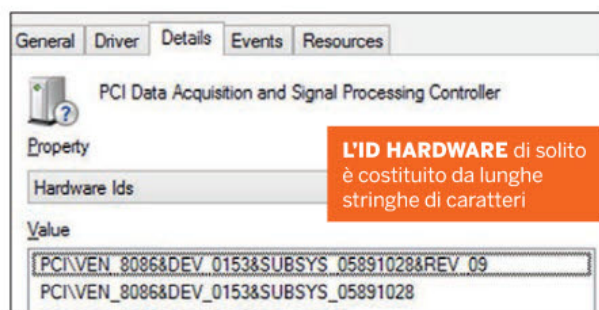 General Driver Details Events Resources
PCI Data Acquisition and Signal Processing Controller
Property
L'ID HARDWARE di solito
è costituito da lunghe
stringhe di caratteri
Hardware Ids
Value
PCI\VEN_8086&DEV_0153&SUBSYS_05891028&REV_09
PCI\VEN_8086&DEV_0153&SUBSYS_05891028